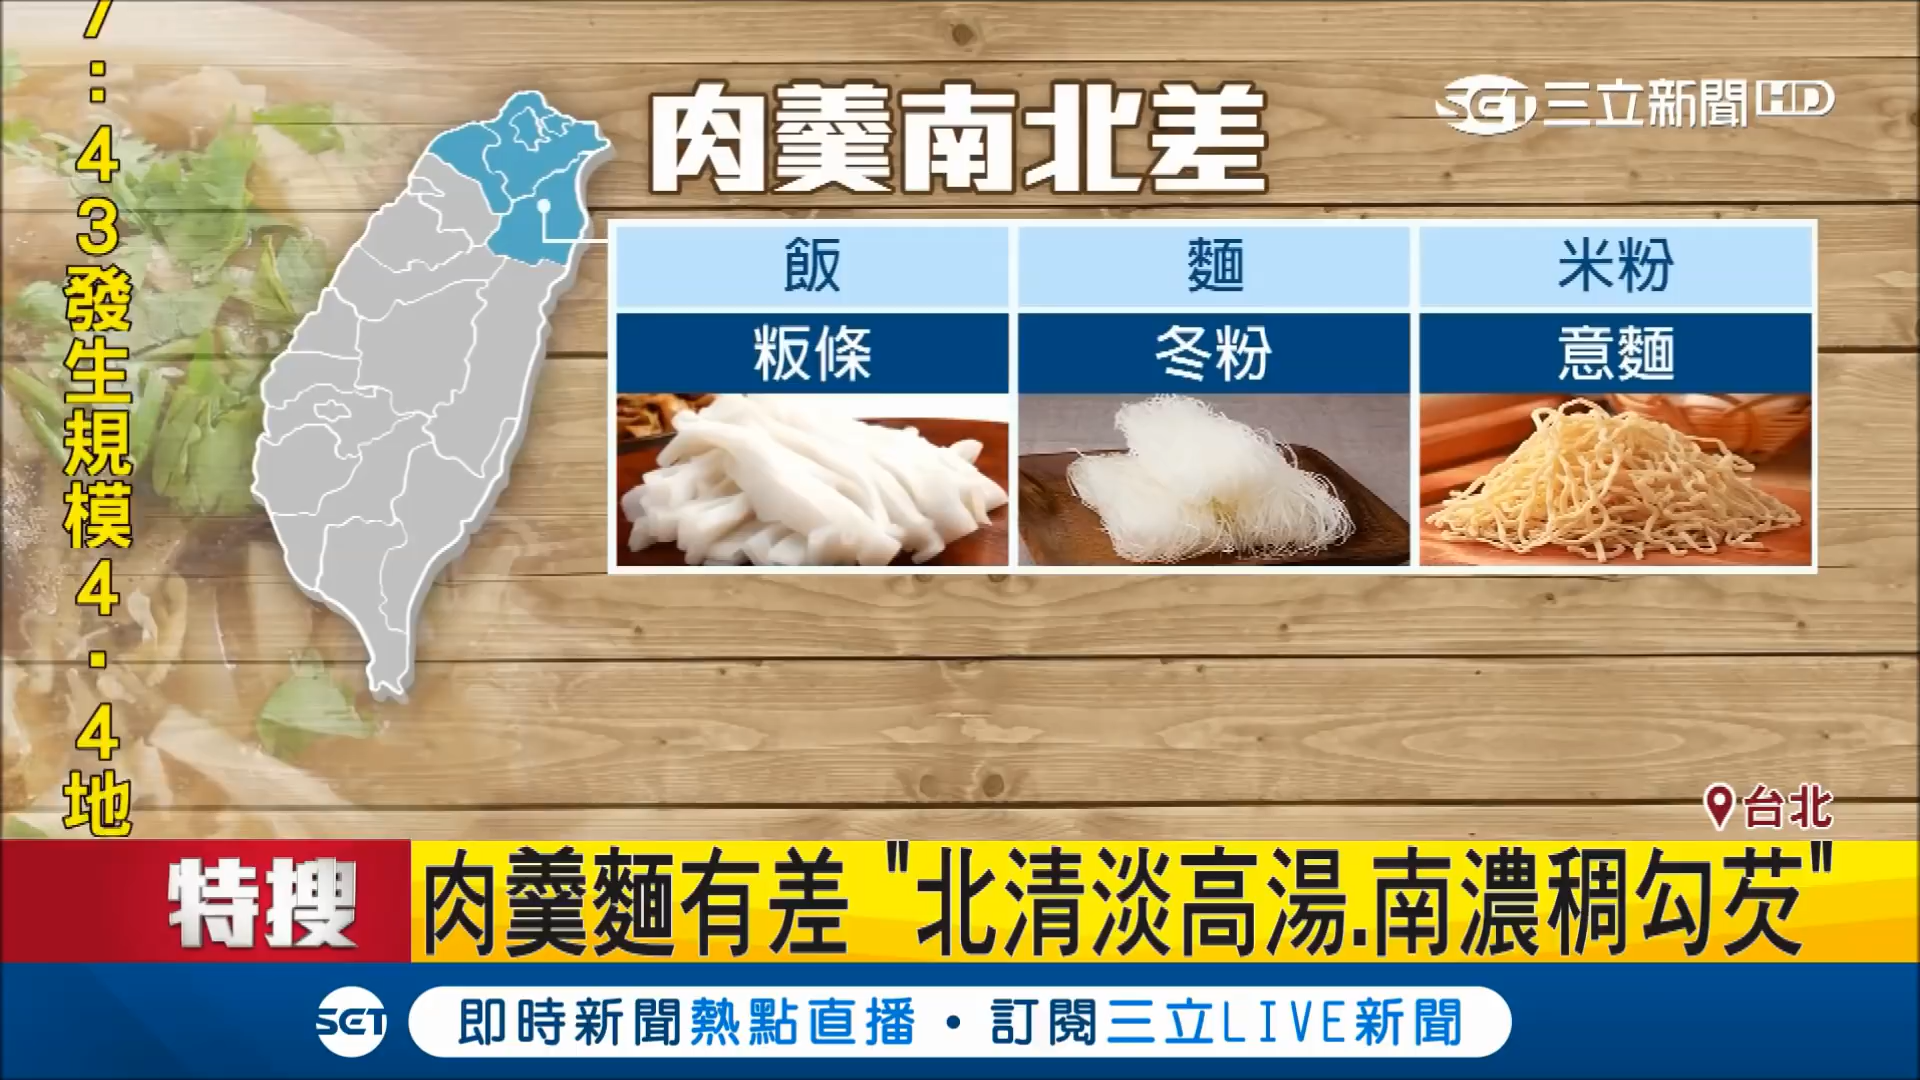 7:43發生規模4.4地
肉羹南北差
SET三立新聞HD
飯 麵 米粉
粄條 冬粉 意麵
台北
特搜
肉羹麵有差 "北清淡高湯.南濃稠勾芡"
SET 即時新聞熱點直播・訂閱三立LIVE新聞